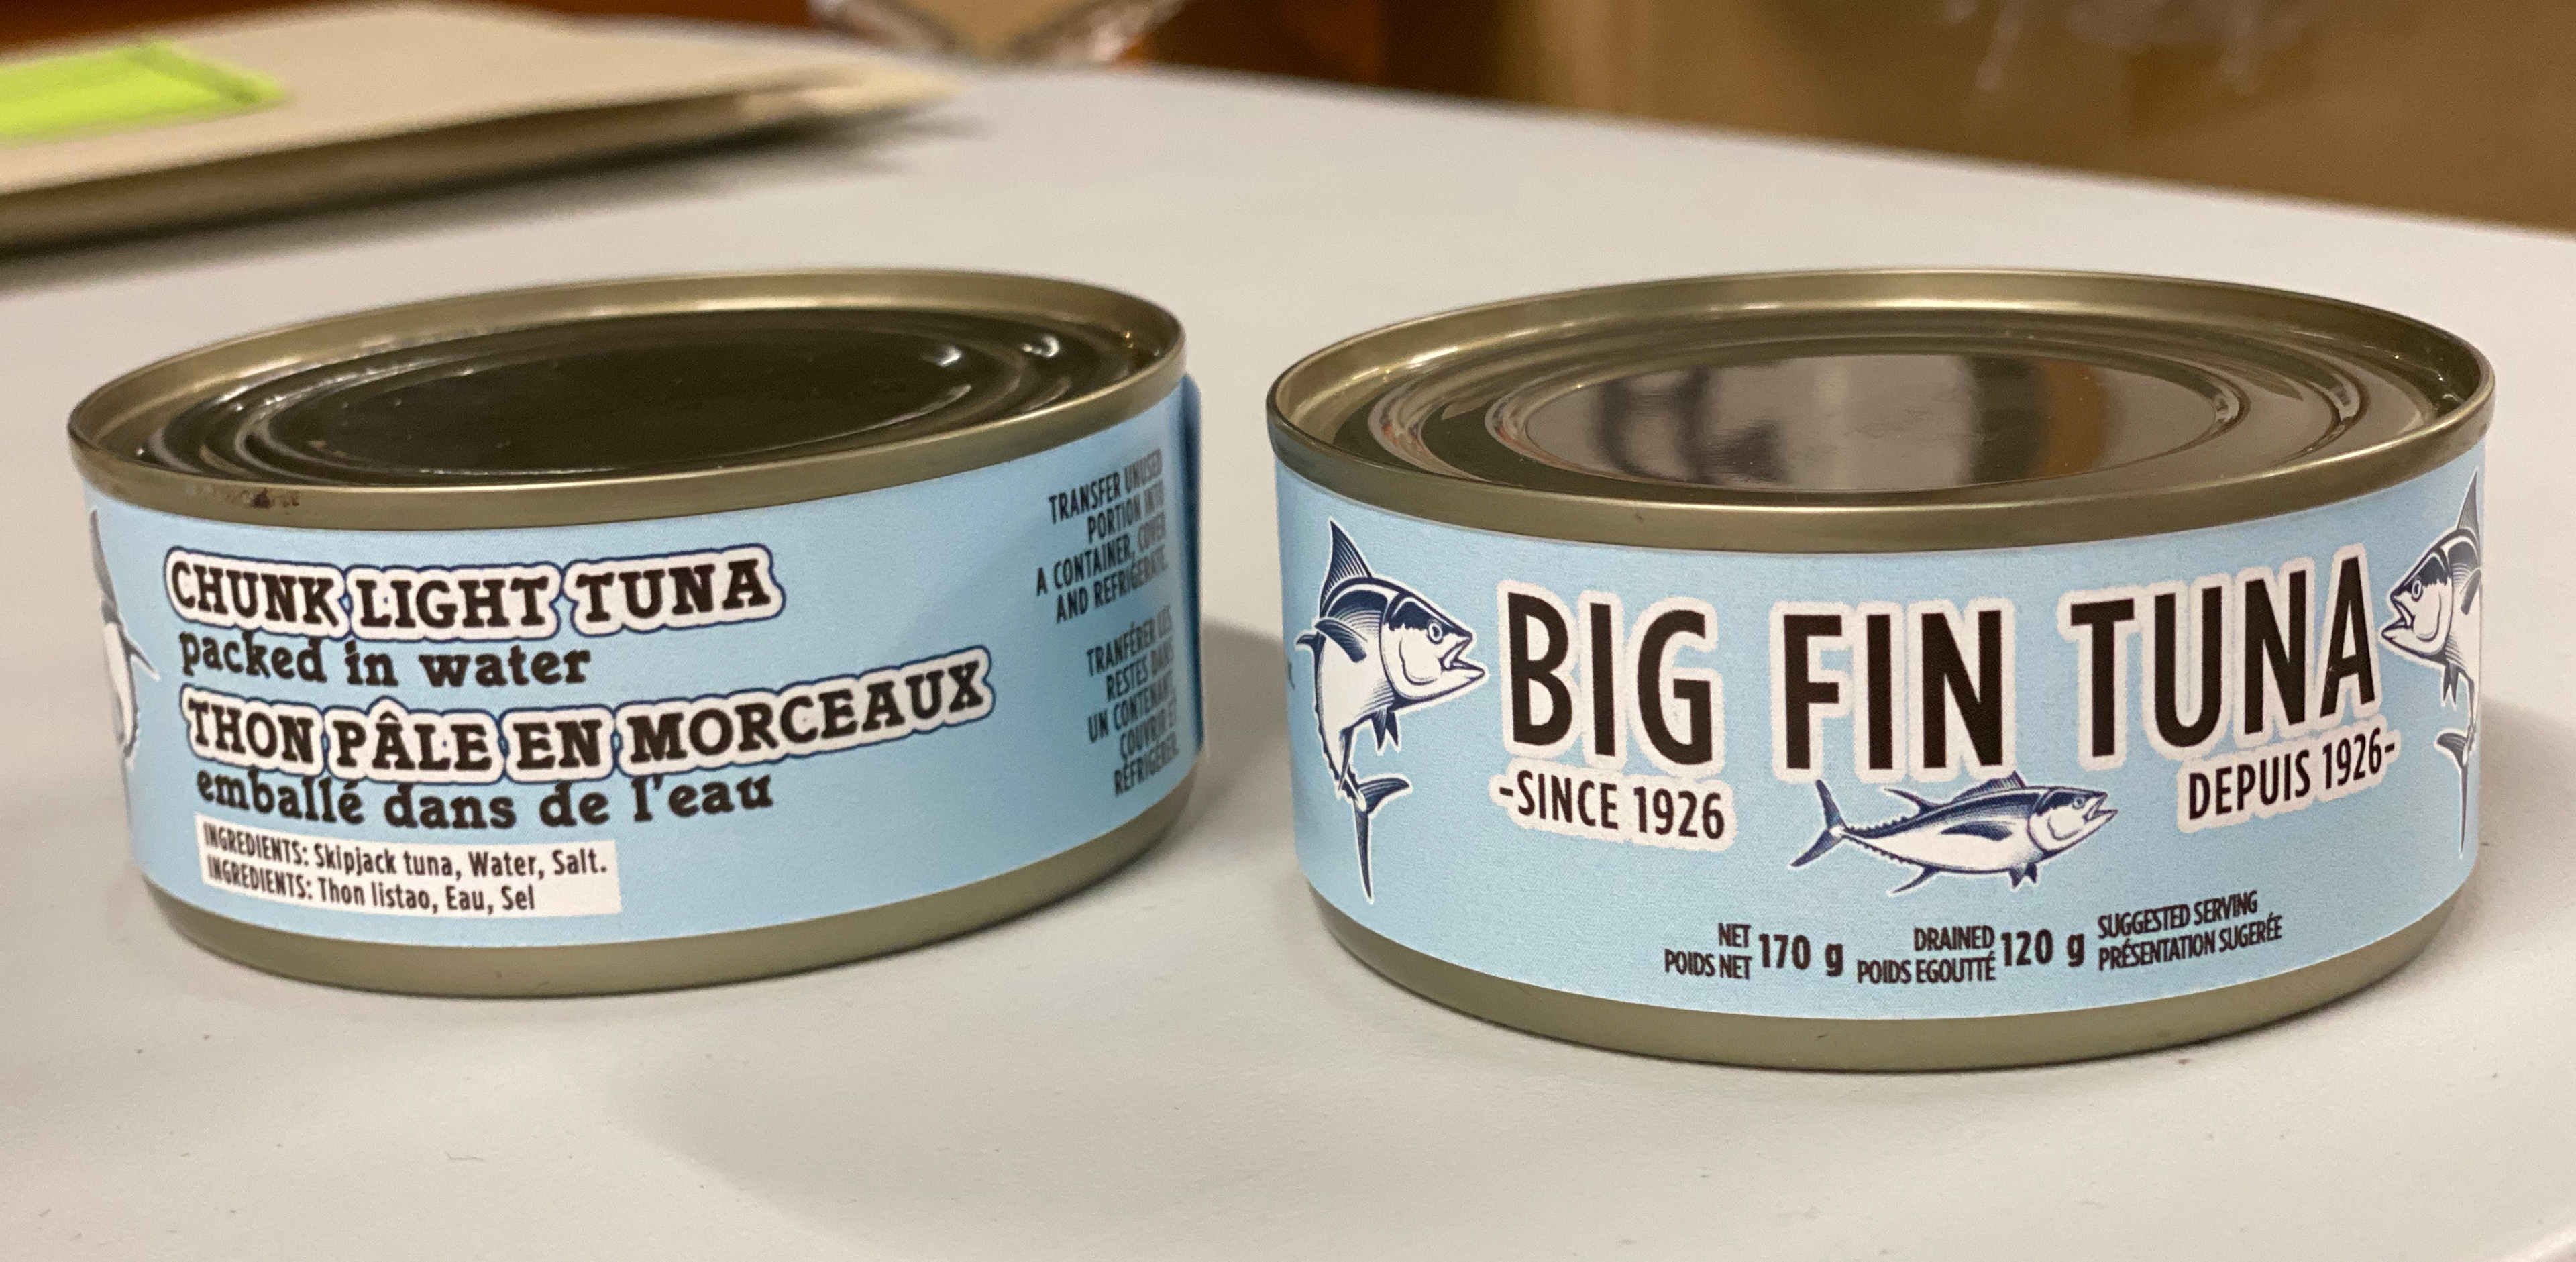 CHUNK LIGHT TUNA
packed in water
THON PÂLE EN MORCEAUX
emballé dans de l'eau
INGREDIENTS: Skipjack tuna, Water, Salt.
INGREDIENTS: Thon listao, Eau, Sel
TRANSFER UNUSED
PORTION INTO
A CONTAINER, COVER
AND REFRIGERATE.
TRANFÉRER LES
RESTES DANS
UN CONTENANT,
COUVRIR ET
RÉFRIGÉRER.
BIG FIN TUNA
-SINCE 1926
DEPUIS 1926-
NET
POIDS NET
170 g
DRAINED
POIDS EGOUTTÉ
120 g
SUGGESTED SERVING
PRÉSENTATION SUGERÉE